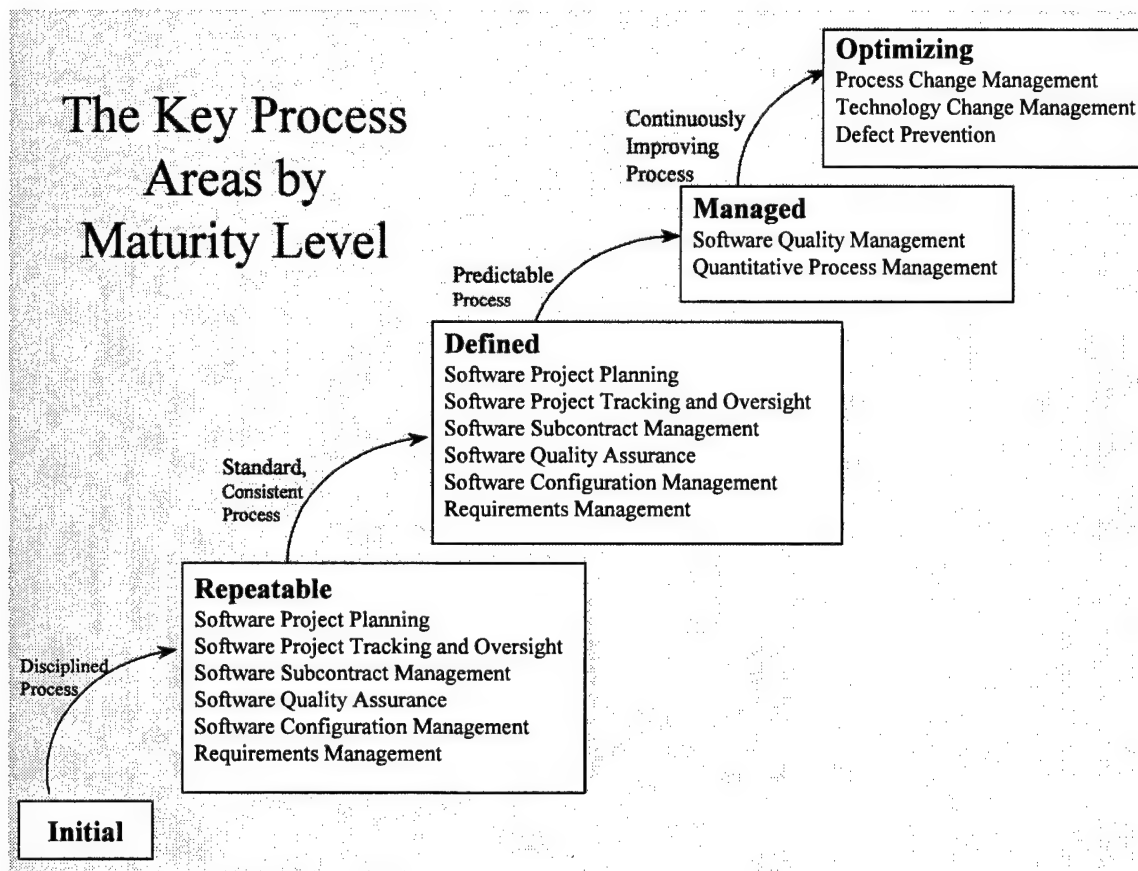 The Key Process
Areas by
Maturity Level
Optimizing
Process Change Management
Technology Change Management
Defect Prevention
Continuously
Improving
Process
Managed
Software Quality Management
Quantitative Process Management
Predictable
Process
Defined
Software Project Planning
Software Project Tracking and Oversight
Software Subcontract Management
Software Quality Assurance
Software Configuration Management
Requirements Management
Standard,
Consistent
Process
Repeatable
Software Project Planning
Software Project Tracking and Oversight
Software Subcontract Management
Software Quality Assurance
Software Configuration Management
Requirements Management
Disciplined
Process
Initial